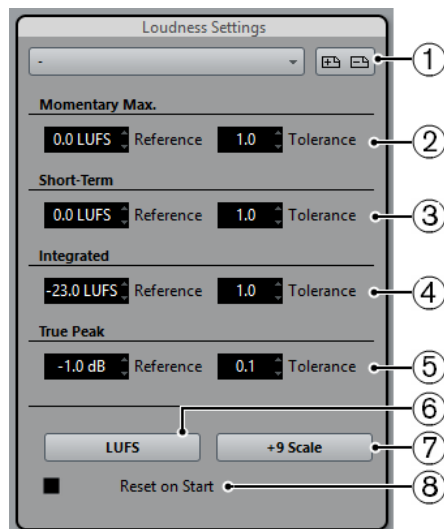 Loudness Settings
-
1
Momentary Max.
0.0 LUFS Reference 1.0 Tolerance 2
Short-Term
0.0 LUFS Reference 1.0 Tolerance 3
Integrated
-23.0 LUFS Reference 1.0 Tolerance 4
True Peak
-1.0 dB Reference 0.1 Tolerance 5
6
LUFS +9 Scale 7
Reset on Start 8